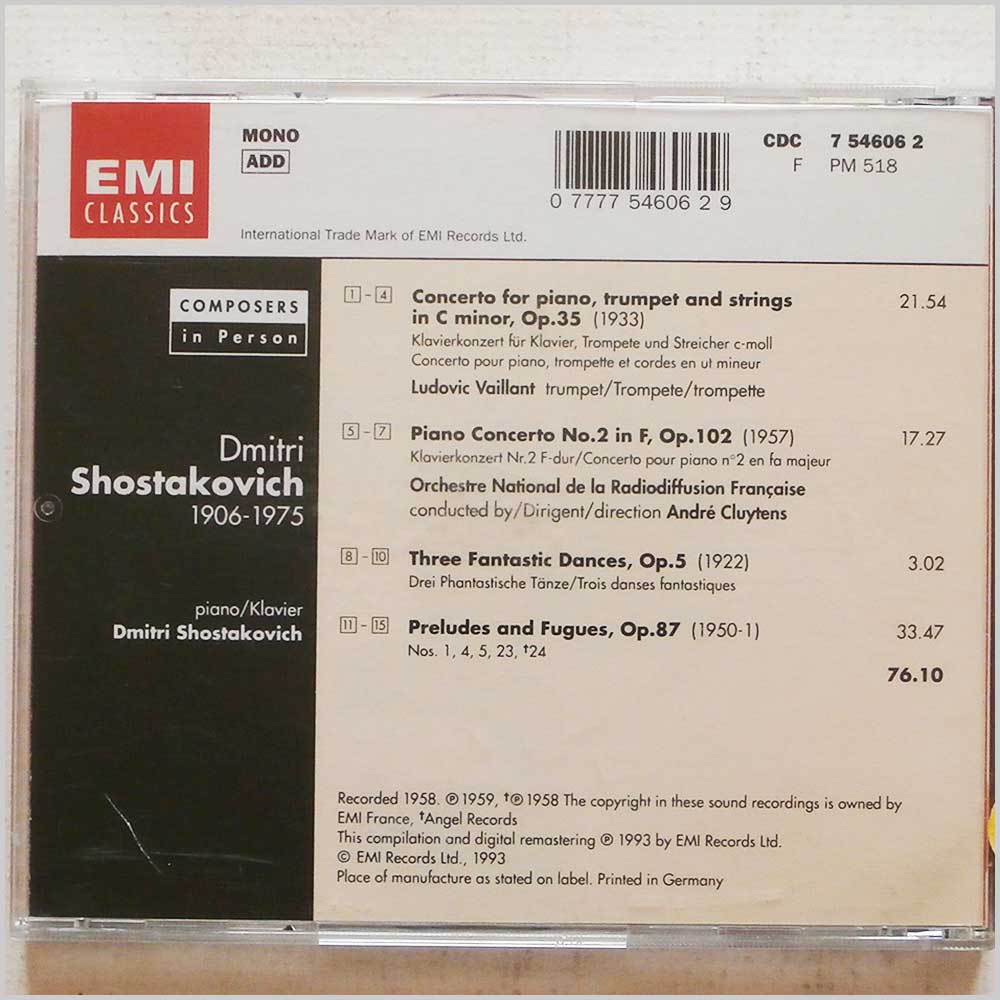 EMI
CLASSICS
MONO
ADD
International Trade Mark of EMI Records Ltd.
0 7777 54606 2 9
CDC 7 54606 2
F PM 518
COMPOSERS
in Person
Dmitri
Shostakovich
1906-1975
piano/Klavier
Dmitri Shostakovich
1 - 4 Concerto for piano, trumpet and strings 21.54
in C minor, Op.35 (1933)
Klavierkonzert für Klavier, Trompete und Streicher c-moll
Concerto pour piano, trompette et cordes en ut mineur
Ludovic Vaillant trumpet/Trompete/trompette
5 - 7 Piano Concerto No.2 in F, Op.102 (1957) 17.27
Klavierkonzert Nr.2 F-dur/Concerto pour piano n°2 en fa majeur
Orchestre National de la Radiodiffusion Française
conducted by/Dirigent/direction André Cluytens
8 - 10 Three Fantastic Dances, Op.5 (1922) 3.02
Drei Phantastische Tänze/Trois danses fantastiques
11 - 15 Preludes and Fugues, Op.87 (1950-1) 33.47
Nos. 1, 4, 5, 23, †24
76.10
Recorded 1958. ℗ 1959, †℗ 1958 The copyright in these sound recordings is owned by
EMI France, †Angel Records
This compilation and digital remastering ℗ 1993 by EMI Records Ltd.
© EMI Records Ltd., 1993
Place of manufacture as stated on label. Printed in Germany